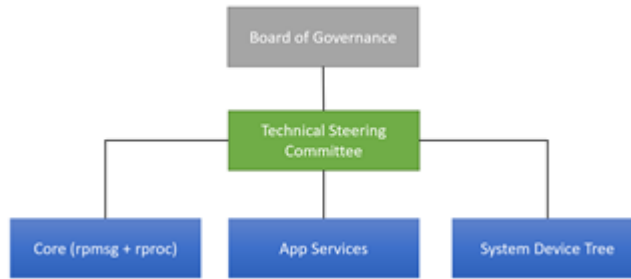 Board of Governance
Technical Steering
Committee
Core (rpmsg + rproc)
App Services
System Device Tree